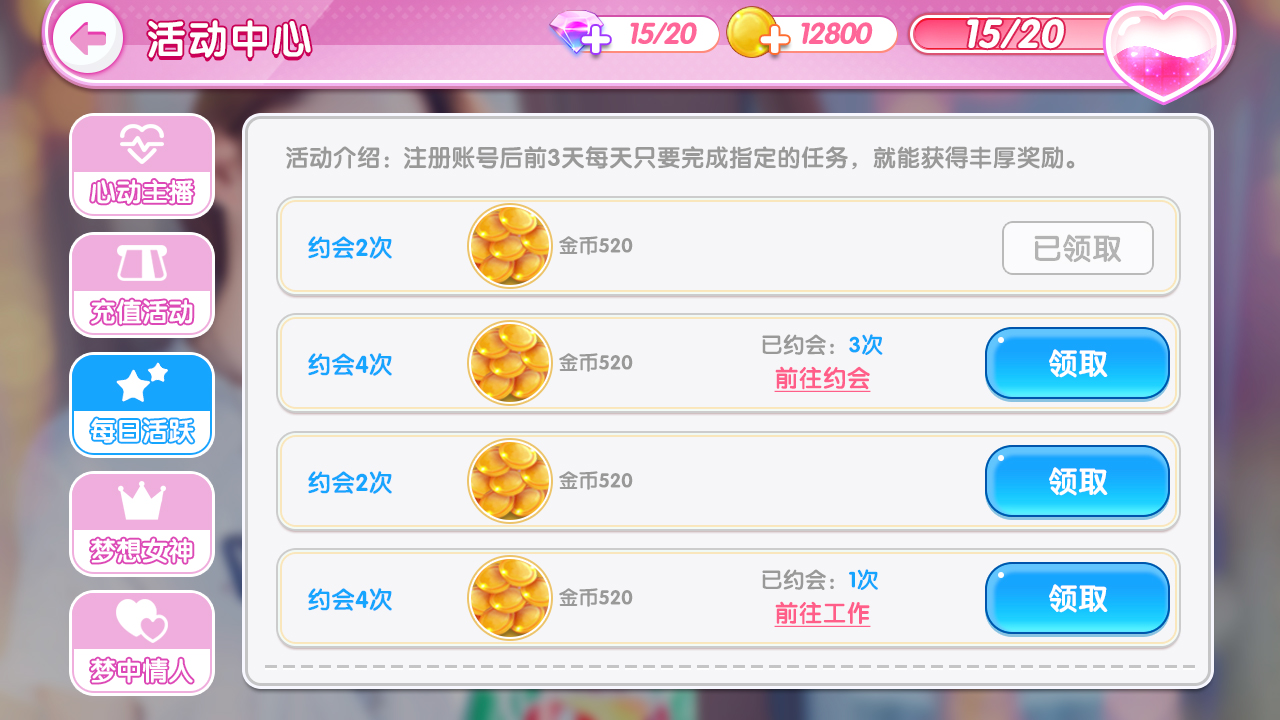 活动中心
15/20
12800
15/20
心动主播
充值活动
每日活跃
梦想女神
梦中情人
活动介绍：注册账号后前3天每天只要完成指定的任务，就能获得丰厚奖励。
约会2次
金币520
已领取
约会4次
金币520
已约会：3次
前往约会
领取
约会2次
金币520
领取
约会4次
金币520
已约会：1次
前往工作
领取